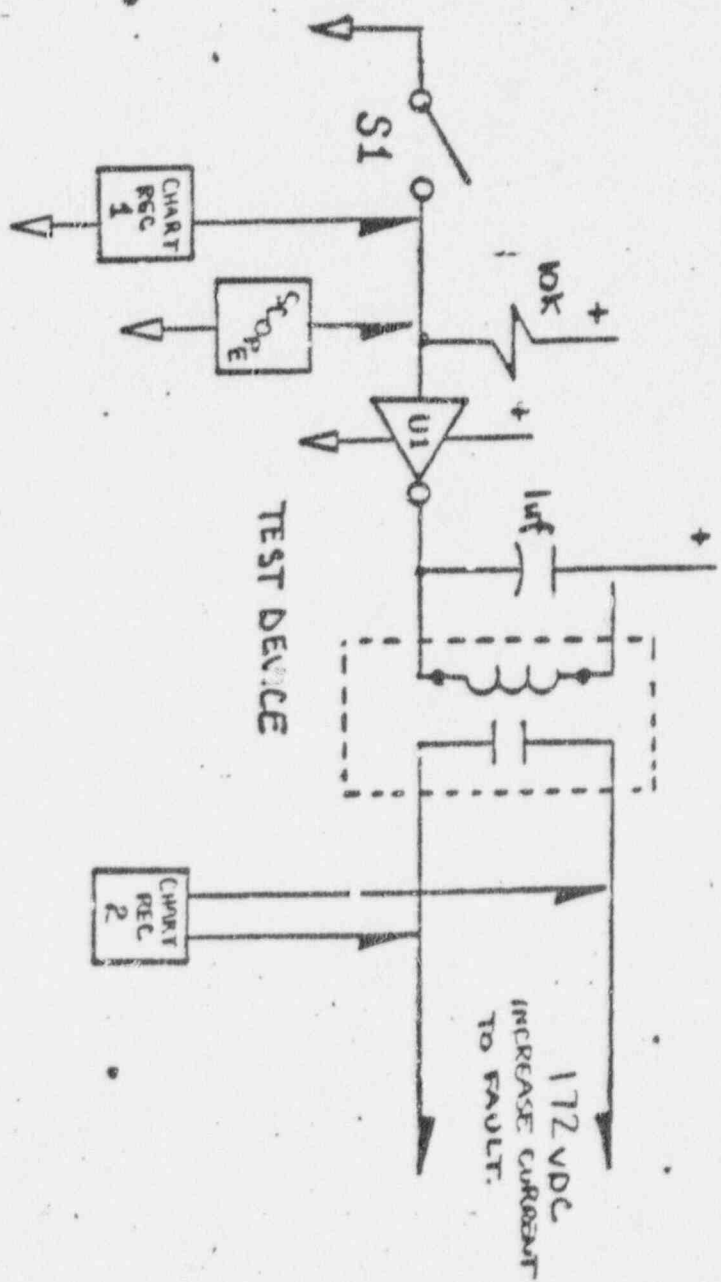 S1
CHART
REC
1
SCOPE
10K
+
U1
+
1uf
+
TEST DEVICE
CHART
REC
2
172 VDC
INCREASE CURRENT
TO FAULT.